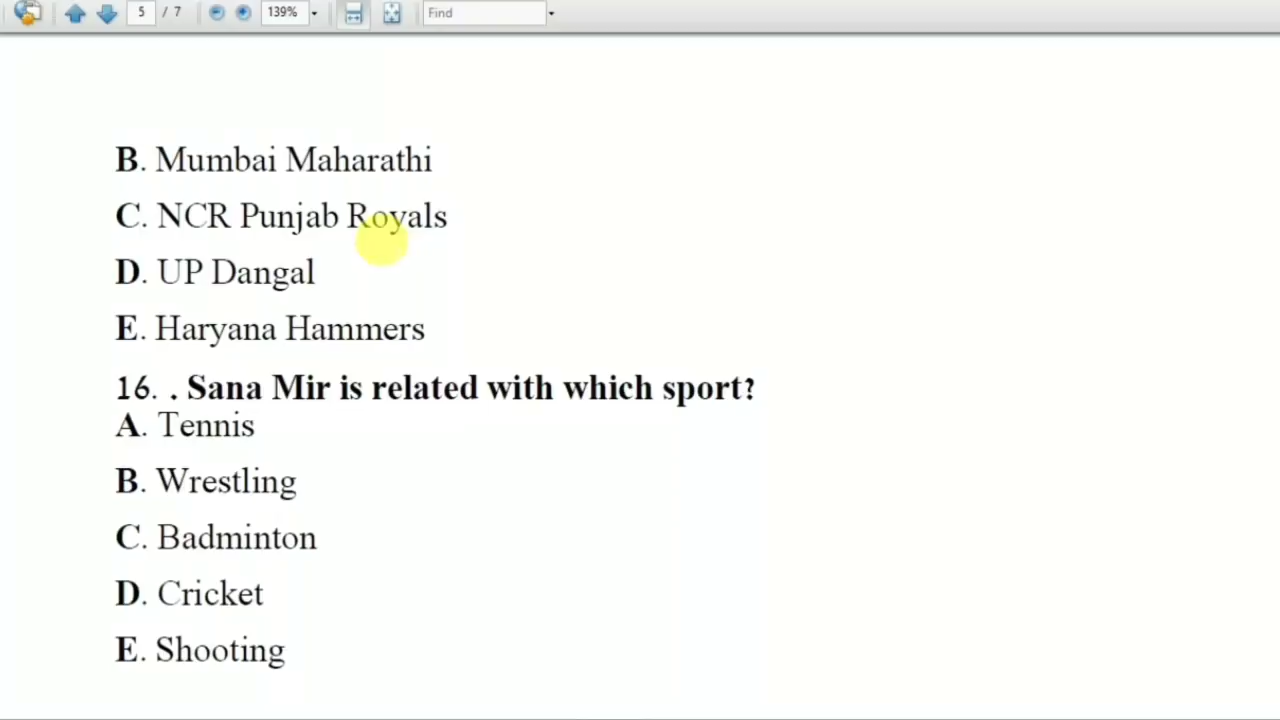 5 / 7 139% Find
B. Mumbai Maharathi
C. NCR Punjab Royals
D. UP Dangal
E. Haryana Hammers
16. . Sana Mir is related with which sport?
A. Tennis
B. Wrestling
C. Badminton
D. Cricket
E. Shooting